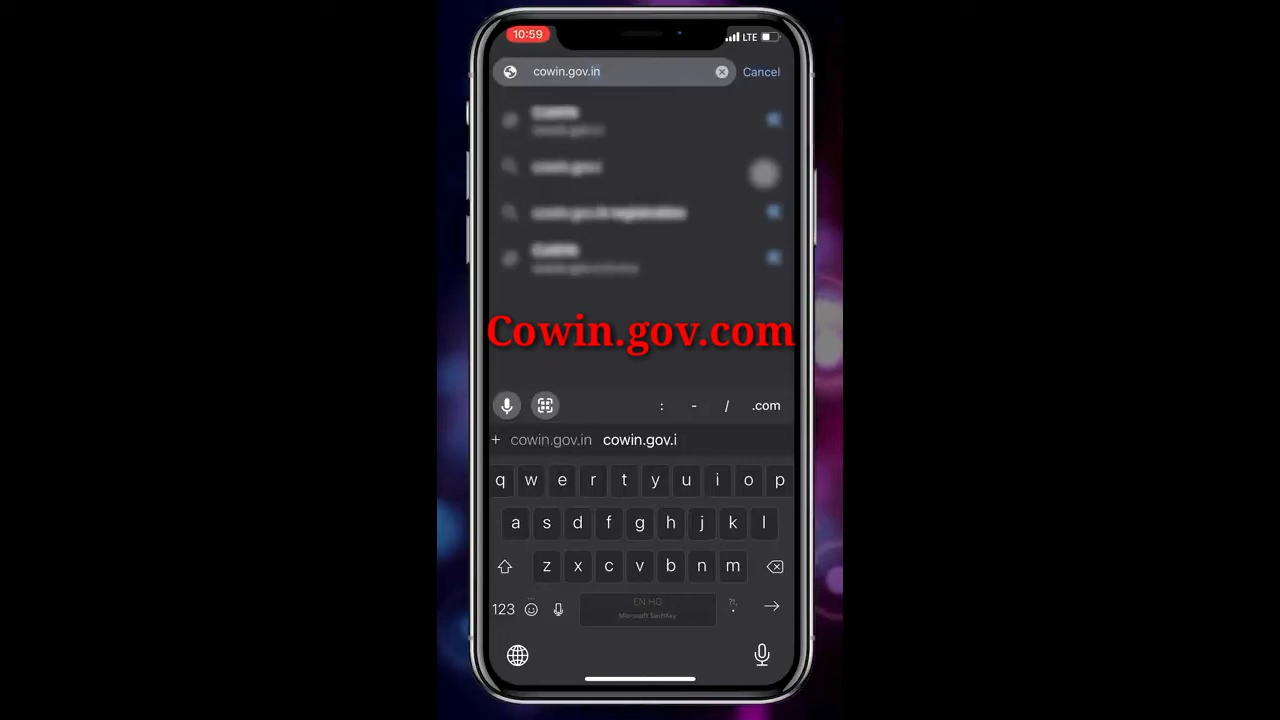 10:59
LTE
cowin.gov.in
Cancel
Cowin.gov.com
: - / .com
+ cowin.gov.in cowin.gov.i
q w e r t y u i o p
a s d f g h j k l
z x c v b n m
123 ?!, .
EN HG
Microsoft SwiftKey